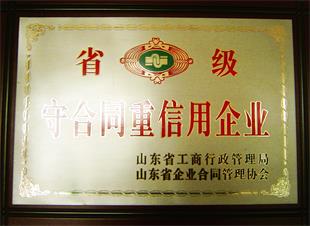 省级
守合同重信用企业
山东省工商行政管理局
山东省企业合同管理协会